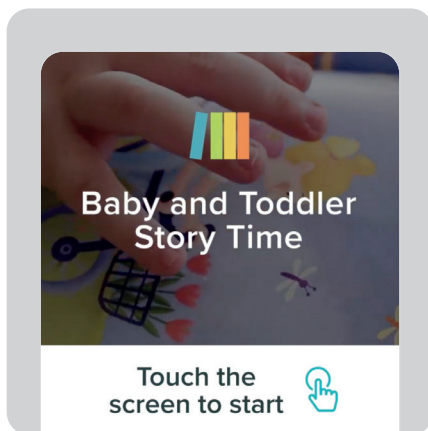 Baby and Toddler
Story Time
Touch the
screen to start